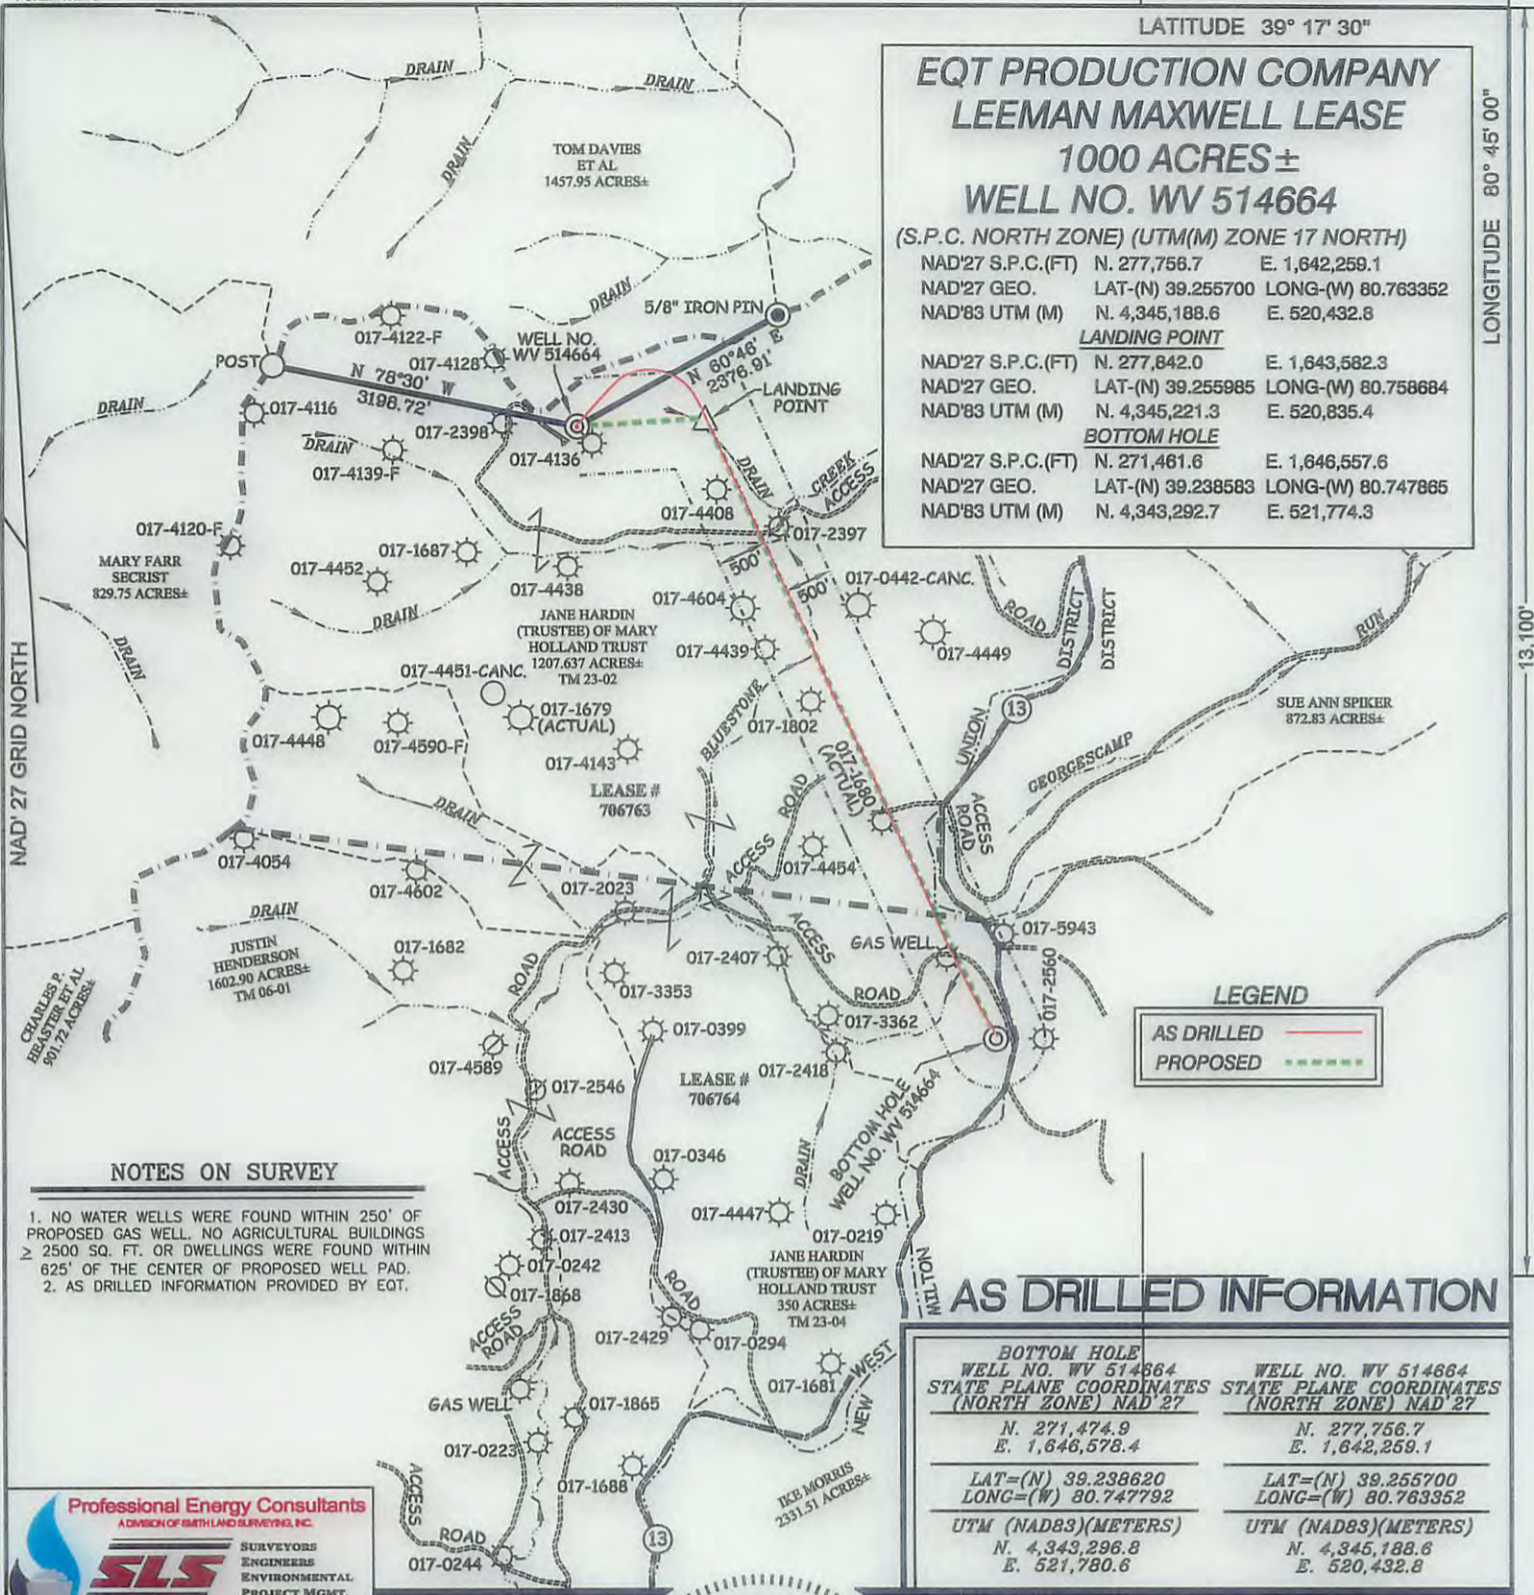 LATITUDE 39° 17' 30"
EQT PRODUCTION COMPANY
LEEMAN MAXWELL LEASE
1000 ACRES±
WELL NO. WV 514664
(S.P.C. NORTH ZONE) (UTM(M) ZONE 17 NORTH)
NAD'27 S.P.C.(FT) N. 277,756.7 E. 1,642,259.1
NAD'27 GEO. LAT-(N) 39.255700 LONG-(W) 80.763352
NAD'83 UTM (M) N. 4,345,188.6 E. 520,432.8
LANDING POINT
NAD'27 S.P.C.(FT) N. 277,842.0 E. 1,643,582.3
NAD'27 GEO. LAT-(N) 39.255985 LONG-(W) 80.758684
NAD'83 UTM (M) N. 4,345,221.3 E. 520,835.4
BOTTOM HOLE
NAD'27 S.P.C.(FT) N. 271,461.6 E. 1,646,557.6
NAD'27 GEO. LAT-(N) 39.238583 LONG-(W) 80.747865
NAD'83 UTM (M) N. 4,343,292.7 E. 521,774.3
LONGITUDE 80° 45' 00"
13,100'
DRAIN
DRAIN
DRAIN
TOM DAVIES
ET AL
1457.95 ACRES±
DRAIN
5/8" IRON PIN
017-4122-F
WELL NO.
WV 514664
POST
017-4128
N 78°30' W
3198.72'
N 60°46' E
2376.91'
LANDING
POINT
DRAIN
017-4116
017-2398
DRAIN
017-4139-F
017-4136
DRAIN
CREEK
ACCESS
017-4408
017-2397
017-4120-F
MARY FARR
SECRIST
829.75 ACRES±
017-4452
017-1687
017-4438
500'
500'
017-0442-CANC.
017-4604
DRAIN
DRAIN
JANE HARDIN
(TRUSTEE) OF MARY
HOLLAND TRUST
1207.637 ACRES±
TM 23-02
017-4439
017-4449
ROAD
DISTRICT
DISTRICT
RUN
NAD' 27 GRID NORTH
017-4451-CANC.
017-1679
(ACTUAL)
017-4448
017-4590-F
017-4143
BLUESTONE
017-1802
017-1680
(ACTUAL)
UNION
13
GEORGESCAMP
SUE ANN SPIKER
872.83 ACRES±
LEASE #
706763
DRAIN
ROAD
ACCESS
ACCESS
ROAD
017-4054
017-4602
017-2023
017-4454
DRAIN
JUSTIN
HENDERSON
1602.90 ACRES±
TM 06-01
017-1682
ROAD
017-2407
ACCESS
ROAD
GAS WELL
017-5943
017-2560
CHARLES P.
HEASTER ET AL
901.72 ACRES±
017-3353
017-0399
017-3362
017-4589
017-2546
LEASE #
706764
017-2418
BOTTOM HOLE
WELL NO. WV 514664
LEGEND
AS DRILLED
PROPOSED
ACCESS
ACCESS
ROAD
017-0346
DRAIN
NOTES ON SURVEY
1. NO WATER WELLS WERE FOUND WITHIN 250' OF
PROPOSED GAS WELL. NO AGRICULTURAL BUILDINGS
≥ 2500 SQ. FT. OR DWELLINGS WERE FOUND WITHIN
625' OF THE CENTER OF PROPOSED WELL PAD.
2. AS DRILLED INFORMATION PROVIDED BY EQT.
017-2430
017-2413
017-0242
017-1868
017-4447
017-0219
JANE HARDIN
(TRUSTEE) OF MARY
HOLLAND TRUST
350 ACRES±
TM 23-04
ROAD
ACCESS
ROAD
017-2429
017-0294
MILTON
017-1681
WEST
NEW
GAS WELL
017-1865
017-0223
017-1688
IKE MORRIS
2331.51 ACRES±
ACCESS
ROAD
017-0244
13
AS DRILLED INFORMATION
BOTTOM HOLE
WELL NO. WV 514664
STATE PLANE COORDINATES
(NORTH ZONE) NAD'27
N. 271,474.9
E. 1,646,578.4
LAT=(N) 39.238620
LONG=(W) 80.747792
UTM (NAD83)(METERS)
N. 4,343,296.8
E. 521,780.6
WELL NO. WV 514664
STATE PLANE COORDINATES
(NORTH ZONE) NAD'27
N. 277,756.7
E. 1,642,259.1
LAT=(N) 39.255700
LONG=(W) 80.763352
UTM (NAD83)(METERS)
N. 4,345,188.6
E. 520,432.8
Professional Energy Consultants
A DIVISION OF SMITH LAND SURVEYING, INC.
SLS
SURVEYORS
ENGINEERS
ENVIRONMENTAL
PROJECT MGMT.